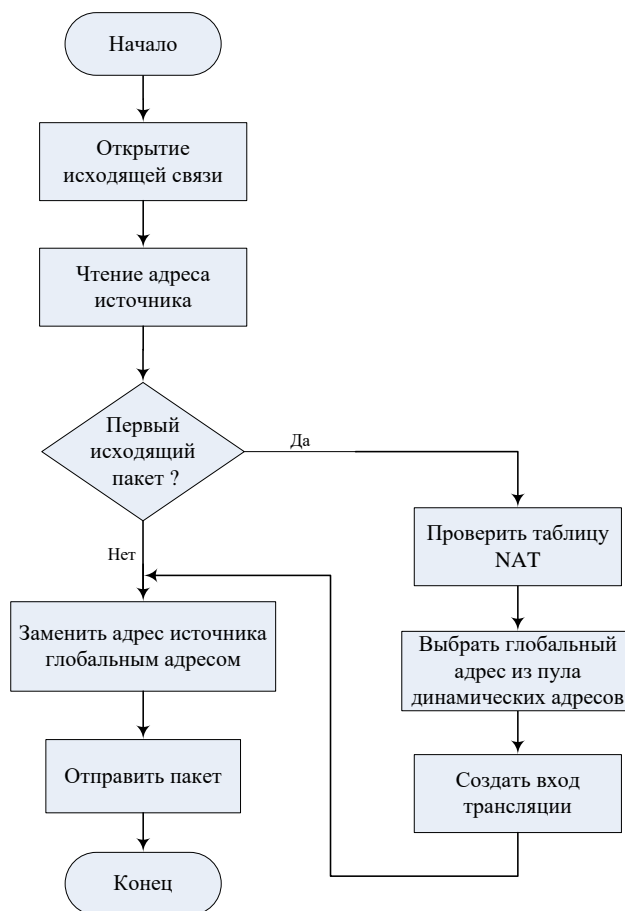 Начало
Открытие
исходящей связи
Чтение адреса
источника
Первый
исходящий
пакет ?
Да
Нет
Проверить таблицу
NAT
Выбрать глобальный
адрес из пула
динамических адресов
Создать вход
трансляции
Заменить адрес источника
глобальным адресом
Отправить пакет
Конец